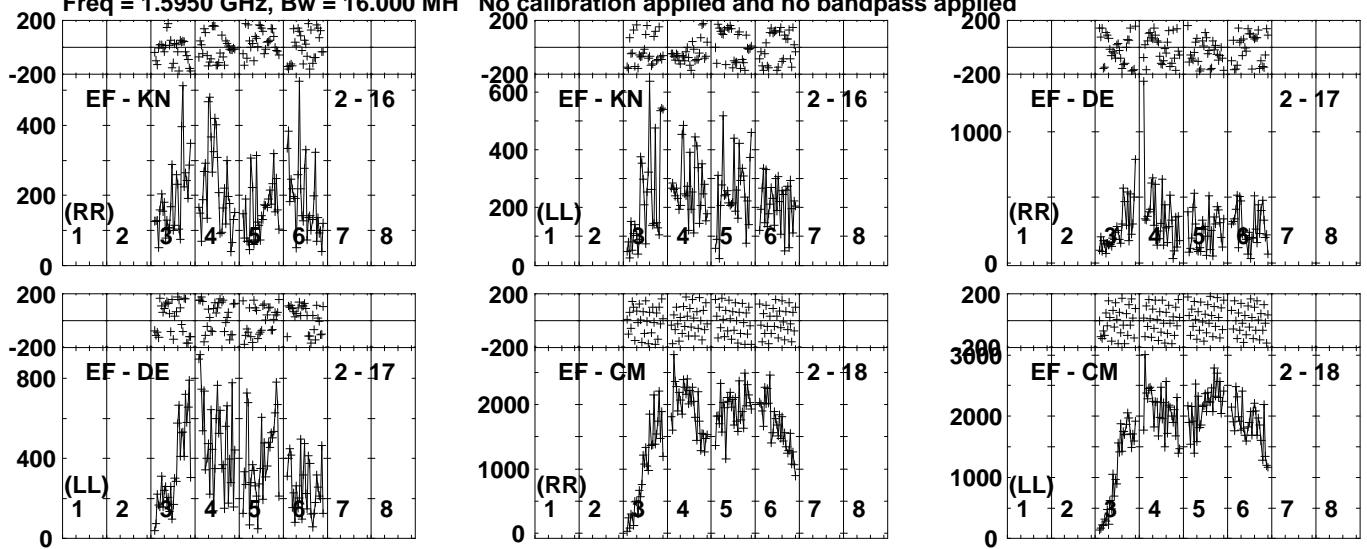 Freq = 1.5950 GHz, Bw = 16.000 MH No calibration applied and no bandpass applied
200
-200
EF - KN 2 - 16
400
200
0
(RR)
1 2 3 4 5 6 7 8
200
-200
600
EF - KN 2 - 16
400
200
0
(LL)
1 2 3 4 5 6 7 8
200
-200
EF - DE 2 - 17
1000
0
(RR)
1 2 3 4 5 6 7 8
200
-200
EF - DE 2 - 17
800
400
0
(LL)
1 2 3 4 5 6 7 8
200
-200
EF - CM 2 - 18
2000
1000
0
(RR)
1 2 3 4 5 6 7 8
200
-200
3000
EF - CM 2 - 18
2000
1000
0
(LL)
1 2 3 4 5 6 7 8